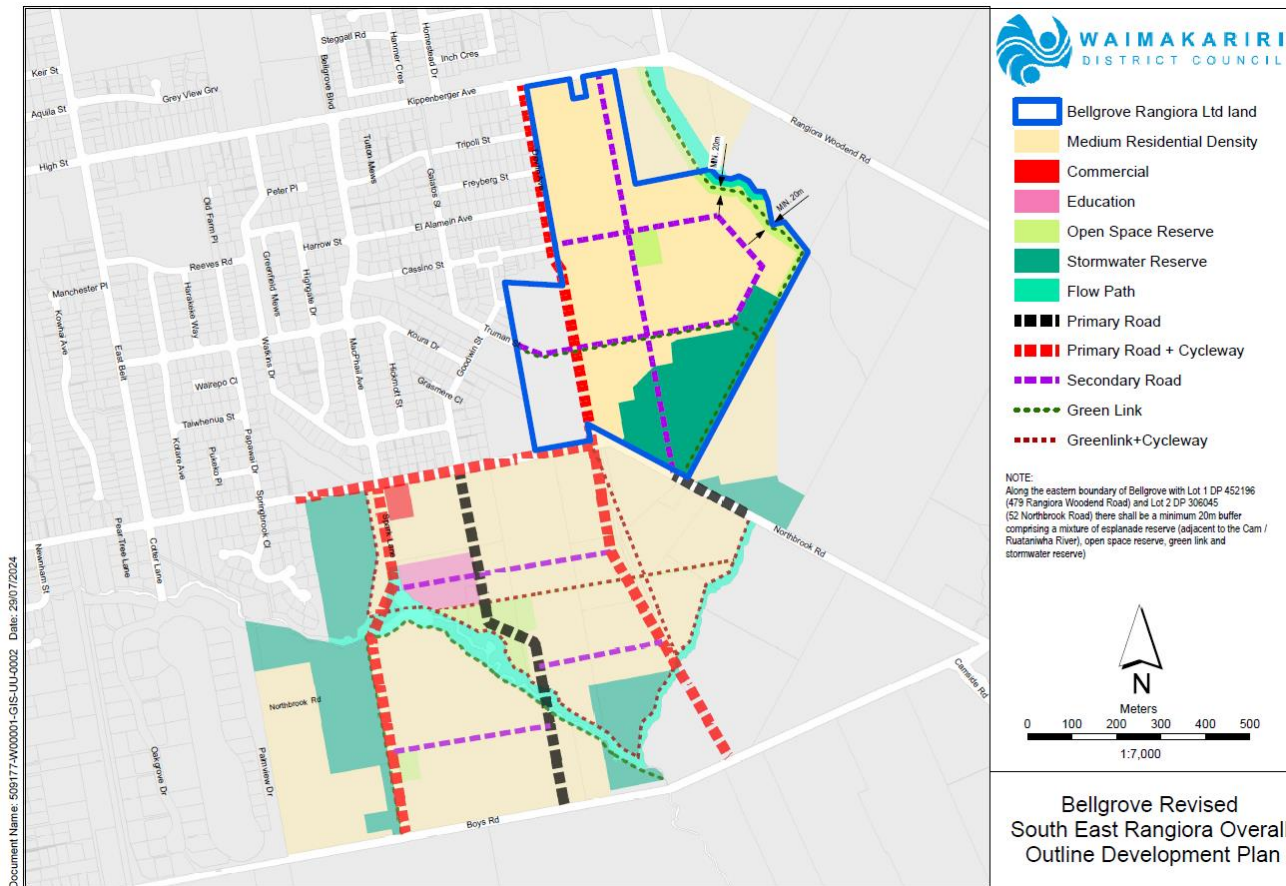 Steggall Rd
Bellgrove Blvd
Hanmer Cres
Homestead Dr
Inch Cres
Keir St
Grey View Grv
Aquila St
Kippenberger Ave
High St
Tripoli St
Tutton Mews
Galatos St
Freyberg St
Peter Pl
Old Farm Pl
El Alamein Ave
Harrow St
Reeves Rd
Cassino St
Greenfield Mews
Highgate Dr
Manchester Pl
Kowhai Ave
East Belt
Harakeke Way
Watkins Dr
MacPhail Ave
Koura Dr
Goodwin St
Truman
Hickmott St
Grasmere Cl
Wairepo Cl
Taiwhenua St
Kotare Ave
Pukeko Pl
Papawai Dr
Springbrook Cl
Pear Tree Lane
Cotter Lane
Newnham St
Spark Lane
Rangiora Woodend Rd
MIN. 20m
MIN. 20m
Northbrook Rd
Camside Rd
Northbrook Rd
Oakgrove Dr
Palmview Dr
Boys Rd
Document Name: 509177-W00001-GIS-UU-0002 Date: 29/07/2024
WAIMAKARIRI
DISTRICT COUNCIL
Bellgrove Rangiora Ltd land
Medium Residential Density
Commercial
Education
Open Space Reserve
Stormwater Reserve
Flow Path
Primary Road
Primary Road + Cycleway
Secondary Road
Green Link
Greenlink+Cycleway
NOTE:
Along the eastern boundary of Bellgrove with Lot 1 DP 452196
(479 Rangiora Woodend Road) and Lot 2 DP 306045
(52 Northbrook Road) there shall be a minimum 20m buffer
comprising a mixture of esplanade reserve (adjacent to the Cam /
Ruataniwha River), open space reserve, green link and
stormwater reserve)
N
Meters
0 100 200 300 400 500
1:7,000
Bellgrove Revised
South East Rangiora Overall
Outline Development Plan